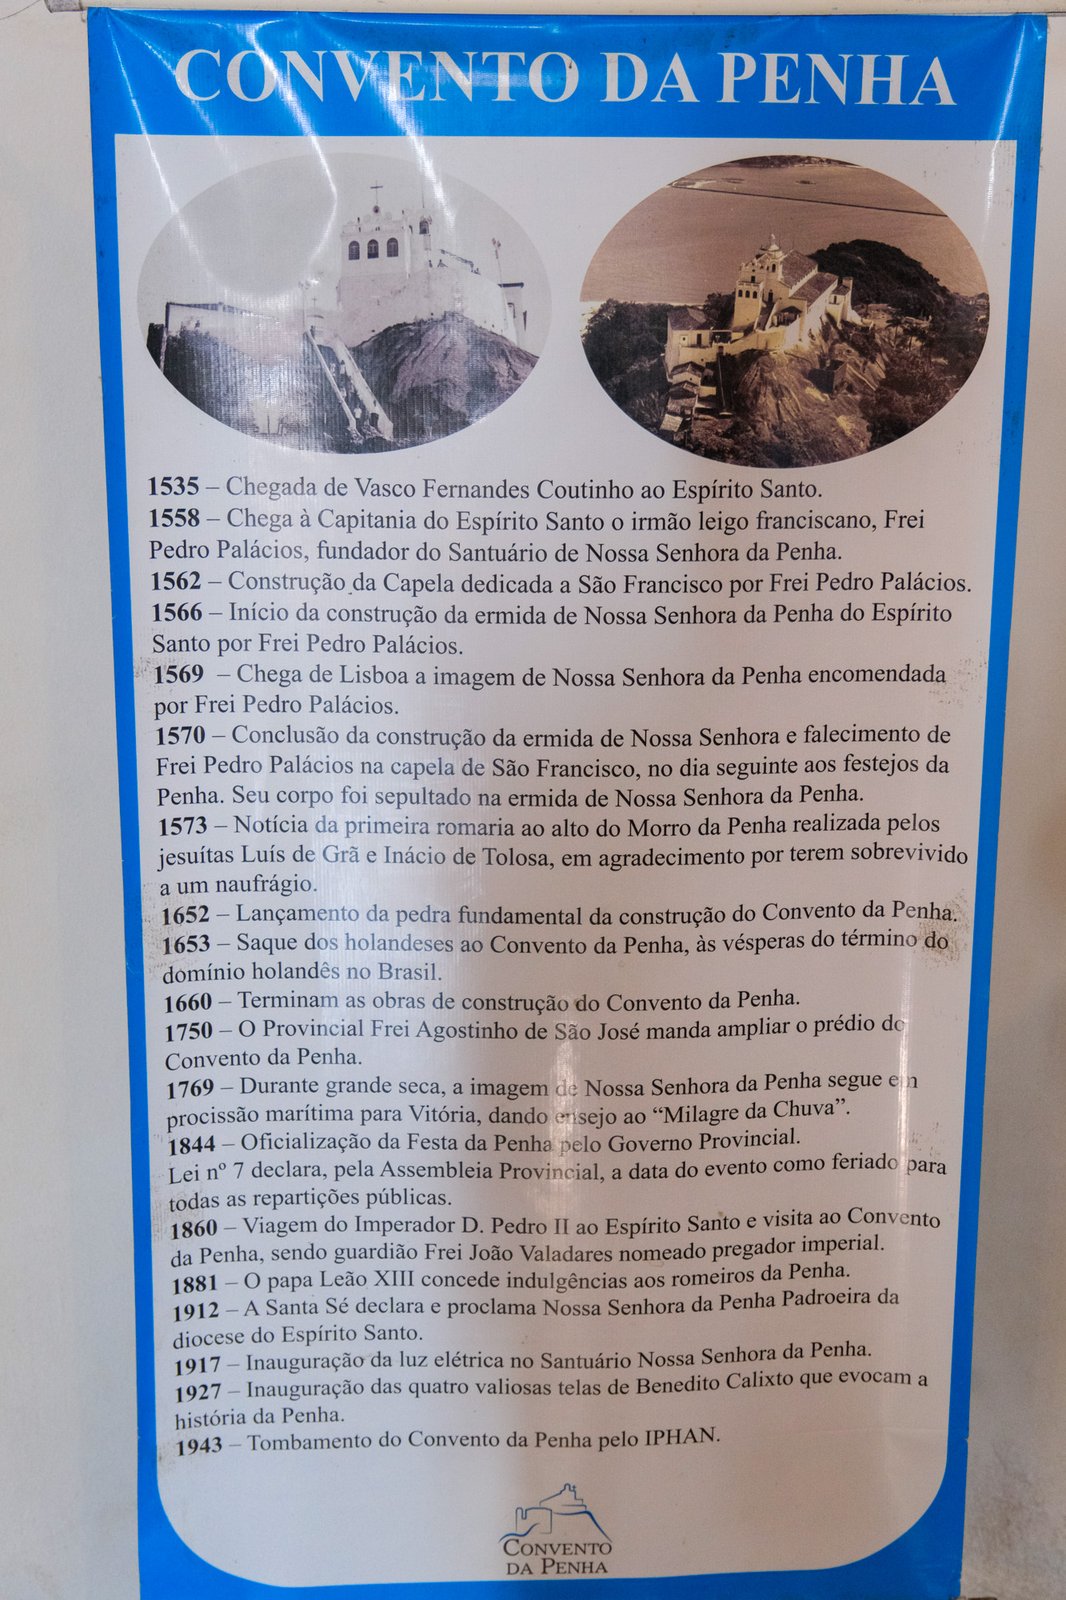 CONVENTO DA PENHA
1535 – Chegada de Vasco Fernandes Coutinho ao Espírito Santo.
1558 – Chega à Capitania do Espírito Santo o irmão leigo franciscano, Frei
Pedro Palácios, fundador do Santuário de Nossa Senhora da Penha.
1562 – Construção da Capela dedicada a São Francisco por Frei Pedro Palácios.
1566 – Início da construção da ermida de Nossa Senhora da Penha do Espírito
Santo por Frei Pedro Palácios.
1569 – Chega de Lisboa a imagem de Nossa Senhora da Penha encomendada
por Frei Pedro Palácios.
1570 – Conclusão da construção da ermida de Nossa Senhora e falecimento de
Frei Pedro Palácios na capela de São Francisco, no dia seguinte aos festejos da
Penha. Seu corpo foi sepultado na ermida de Nossa Senhora da Penha.
1573 – Notícia da primeira romaria ao alto do Morro da Penha realizada pelos
jesuítas Luís de Grã e Inácio de Tolosa, em agradecimento por terem sobrevivido
a um naufrágio.
1652 – Lançamento da pedra fundamental da construção do Convento da Penha.
1653 – Saque dos holandeses ao Convento da Penha, às vésperas do término do
domínio holandês no Brasil.
1660 – Terminam as obras de construção do Convento da Penha.
1750 – O Provincial Frei Agostinho de São José manda ampliar o prédio do
Convento da Penha.
1769 – Durante grande seca, a imagem de Nossa Senhora da Penha segue em
procissão marítima para Vitória, dando ensejo ao “Milagre da Chuva”.
1844 – Oficialização da Festa da Penha pelo Governo Provincial.
Lei nº 7 declara, pela Assembleia Provincial, a data do evento como feriado para
todas as repartições públicas.
1860 – Viagem do Imperador D. Pedro II ao Espírito Santo e visita ao Convento
da Penha, sendo guardião Frei João Valadares nomeado pregador imperial.
1881 – O papa Leão XIII concede indulgências aos romeiros da Penha.
1912 – A Santa Sé declara e proclama Nossa Senhora da Penha Padroeira da
diocese do Espírito Santo.
1917 – Inauguração da luz elétrica no Santuário Nossa Senhora da Penha.
1927 – Inauguração das quatro valiosas telas de Benedito Calixto que evocam a
história da Penha.
1943 – Tombamento do Convento da Penha pelo IPHAN.
CONVENTO
DA PENHA